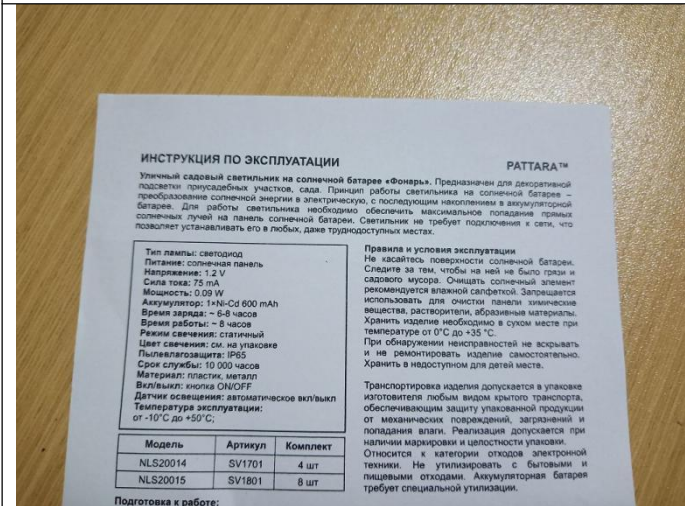 ИНСТРУКЦИЯ ПО ЭКСПЛУАТАЦИИ
PATTARA™
Уличный садовый светильник на солнечной батарее «Фонарь». Предназначен для декоративной
подсветки приусадебных участков, сада. Принцип работы светильника на солнечной батарее –
преобразование солнечной энергии в электрическую, с последующим накоплением в аккумуляторной
батарее. Для работы светильника необходимо обеспечить максимальное попадание прямых
солнечных лучей на панель солнечной батареи. Светильник не требует подключения к сети, что
позволяет устанавливать его в любых, даже труднодоступных местах.
Тип лампы: светодиод
Питание: солнечная панель
Напряжение: 1.2 V
Сила тока: 75 mA
Мощность: 0.09 W
Аккумулятор: 1×Ni-Cd 600 mAh
Время заряда: ~ 6-8 часов
Время работы: ~ 8 часов
Режим свечения: статичный
Цвет свечения: см. на упаковке
Пылевлагозащита: IP65
Срок службы: 10 000 часов
Материал: пластик, металл
Вкл/выкл: кнопка ON/OFF
Датчик освещения: автоматическое вкл/выкл
Температура эксплуатации:
от -10°C до +50°C;
Модель Артикул Комплект
NLS20014 SV1701 4 шт
NLS20015 SV1801 8 шт
Подготовка к работе:
Правила и условия эксплуатации
Не касайтесь поверхности солнечной батареи.
Следите за тем, чтобы на ней не было грязи и
садового мусора. Очищать солнечный элемент
рекомендуется влажной салфеткой. Запрещается
использовать для очистки панели химические
вещества, растворители, абразивные материалы.
Хранить изделие необходимо в сухом месте при
температуре от 0°C до +35 °C.
При обнаружении неисправностей не вскрывать
и не ремонтировать изделие самостоятельно.
Хранить в недоступном для детей месте.
Транспортировка изделия допускается в упаковке
изготовителя любым видом крытого транспорта,
обеспечивающим защиту упакованной продукции
от механических повреждений, загрязнений и
попадания влаги. Реализация допускается при
наличии маркировки и целостности упаковки.
Относится к категории отходов электронной
техники. Не утилизировать с бытовыми и
пищевыми отходами. Аккумуляторная батарея
требует специальной утилизации.